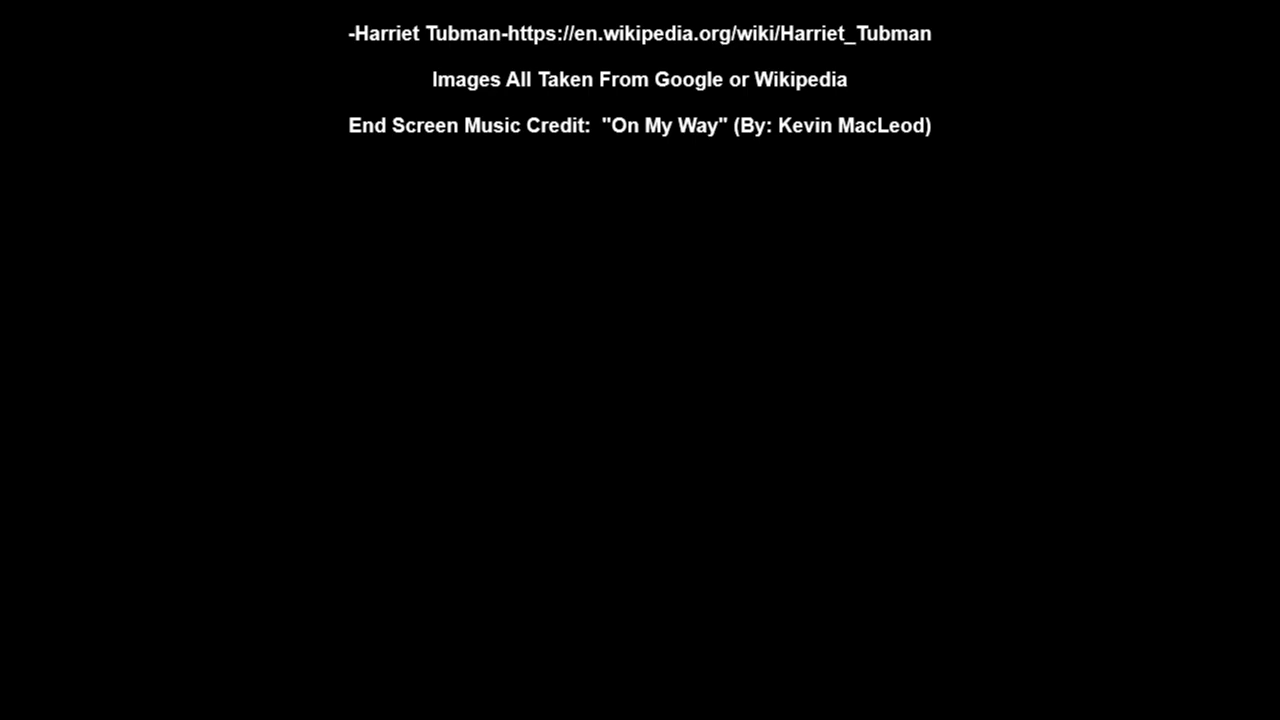 -Harriet Tubman-https://en.wikipedia.org/wiki/Harriet_Tubman
Images All Taken From Google or Wikipedia
End Screen Music Credit:  "On My Way" (By: Kevin MacLeod)